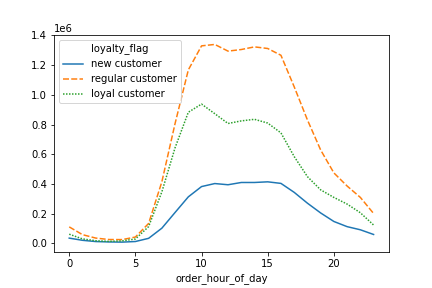 1e6
1.4
1.2
1.0
0.8
0.6
0.4
0.2
0.0
loyalty_flag
new customer
regular customer
loyal customer
0 5 10 15 20
order_hour_of_day